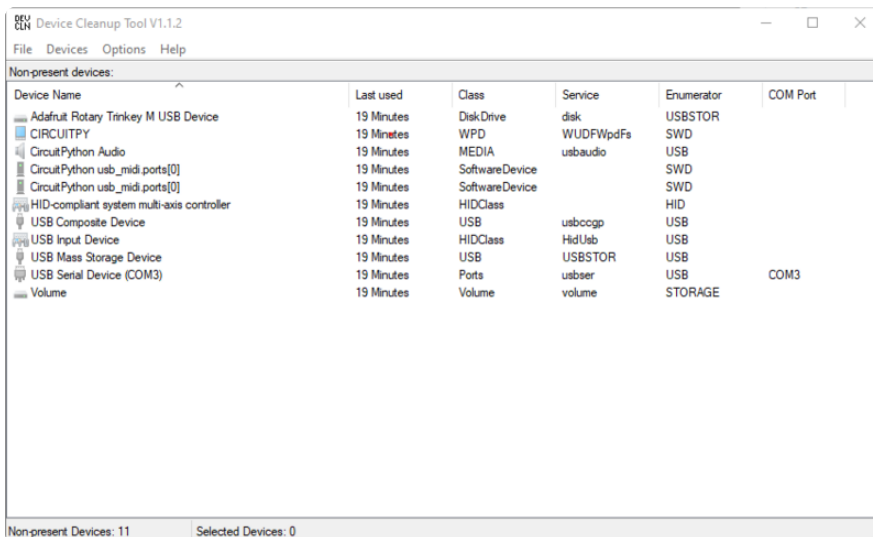 DEV CLN Device Cleanup Tool V1.1.2
File Devices Options Help
Non-present devices:
Device Name Last used Class Service Enumerator COM Port
Adafruit Rotary Trinkey M USB Device 19 Minutes DiskDrive disk USBSTOR
CIRCUITPY 19 Minutes WPD WUDFWpdFs SWD
CircuitPython Audio 19 Minutes MEDIA usbaudio USB
CircuitPython usb_midi.ports[0] 19 Minutes SoftwareDevice SWD
CircuitPython usb_midi.ports[0] 19 Minutes SoftwareDevice SWD
HID-compliant system multi-axis controller 19 Minutes HIDClass HID
USB Composite Device 19 Minutes USB usbccgp USB
USB Input Device 19 Minutes HIDClass HidUsb USB
USB Mass Storage Device 19 Minutes USB USBSTOR USB
USB Serial Device (COM3) 19 Minutes Ports usbser USB COM3
Volume 19 Minutes Volume volume STORAGE
Non-present Devices: 11 Selected Devices: 0